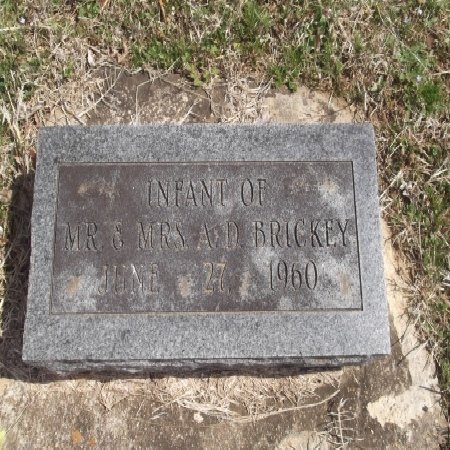 INFANT OF
MR. & MRS. A.D. BRICKEY
JUNE 27, 1960